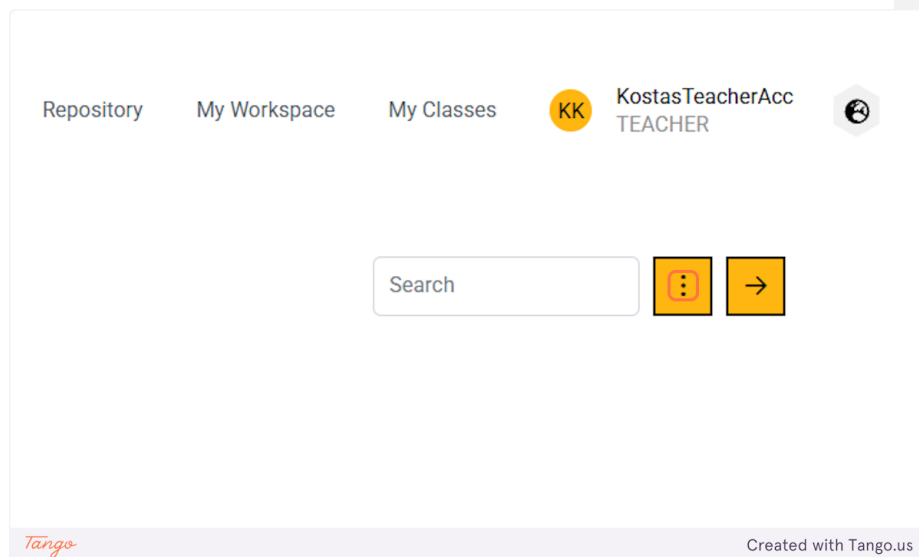 Repository My Workspace My Classes KK KostasTeacherAcc
TEACHER
Search
Tango Created with Tango.us